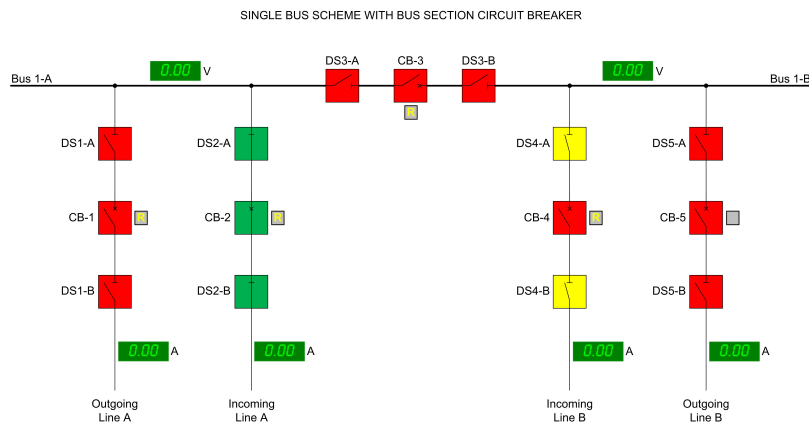 SINGLE BUS SCHEME WITH BUS SECTION CIRCUIT BREAKER
DS3-A CB-3 DS3-B
Bus 1-A 0.00 V 0.00 V Bus 1-B
R
DS1-A DS2-A DS4-A DS5-A
CB-1 R CB-2 R CB-4 R CB-5
DS1-B DS2-B DS4-B DS5-B
0.00 A 0.00 A 0.00 A 0.00 A
Outgoing Incoming Incoming Outgoing
Line A Line A Line B Line B